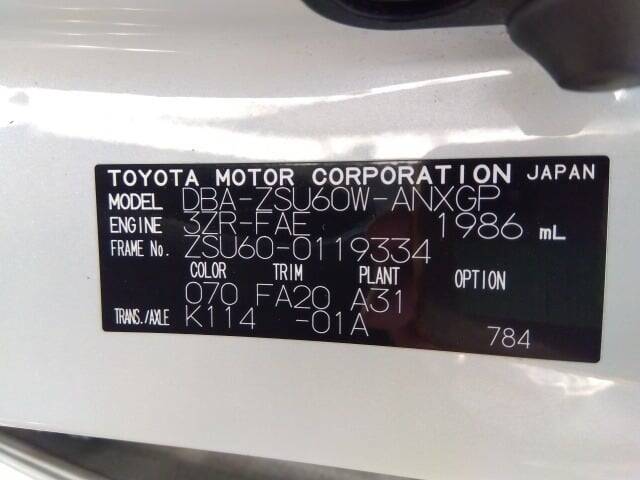 TOYOTA MOTOR CORPORATION JAPAN
MODEL DBA-ZSU60W-ANXGP
ENGINE 3ZR-FAE 1986 mL
FRAME No. ZSU60-0119334
COLOR TRIM PLANT OPTION
070 FA20 A31
TRANS./AXLE K114 -01A
784